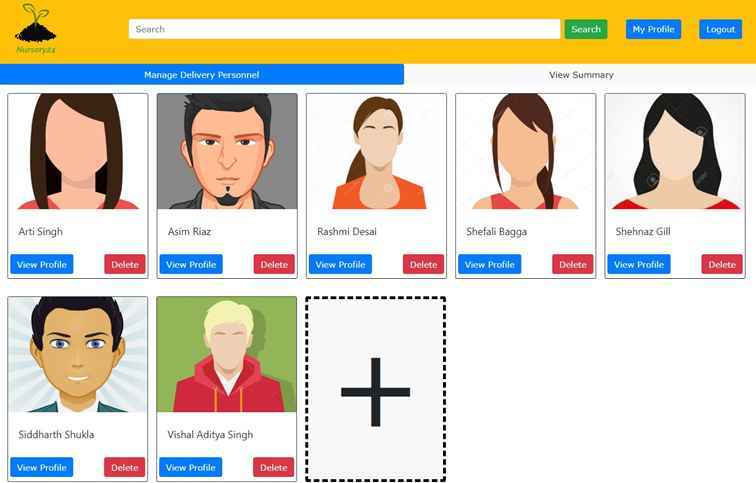 Nursery24
Search Search My Profile Logout
Manage Delivery Personnel View Summary
Arti Singh Asim Riaz Rashmi Desai Shefali Bagga Shehnaz Gill
View Profile Delete View Profile Delete View Profile Delete View Profile Delete View Profile Delete
Siddharth Shukla Vishal Aditya Singh
View Profile Delete View Profile Delete